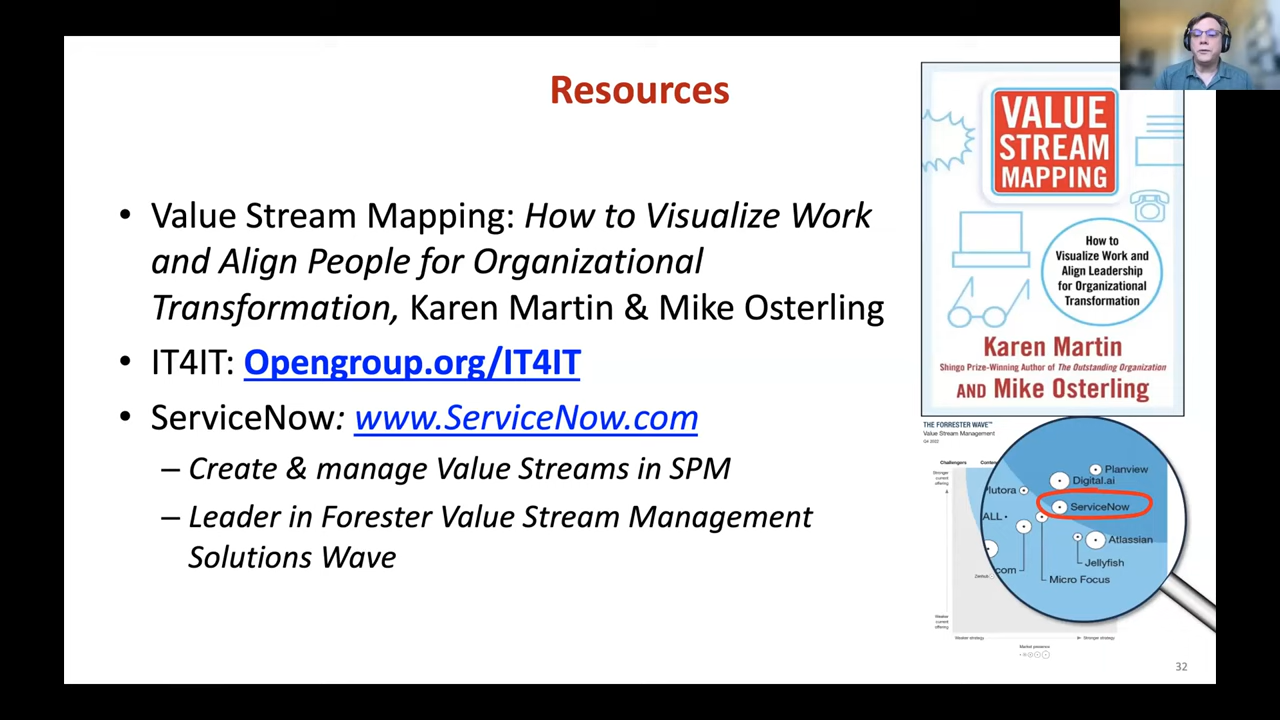 Resources
• Value Stream Mapping: How to Visualize Work
and Align People for Organizational
Transformation, Karen Martin & Mike Osterling
• IT4IT: Opengroup.org/IT4IT
• ServiceNow: www.ServiceNow.com
– Create & manage Value Streams in SPM
– Leader in Forester Value Stream Management
Solutions Wave
VALUE
STREAM
MAPPING
How to
Visualize Work and
Align Leadership
for Organizational
Transformation
Karen Martin
Shingo Prize-Winning Author of The Outstanding Organization
AND Mike Osterling
THE FORRESTER WAVE™
Value Stream Management
Q4 2022
Challengers
Stronger
current
offering
Planview
Digital.ai
Plutora
ServiceNow
ALL
Atlassian
Jellyfish
.com
Micro Focus
Weaker
current
offering
Weaker strategy
Stronger strategy
Market presence
32